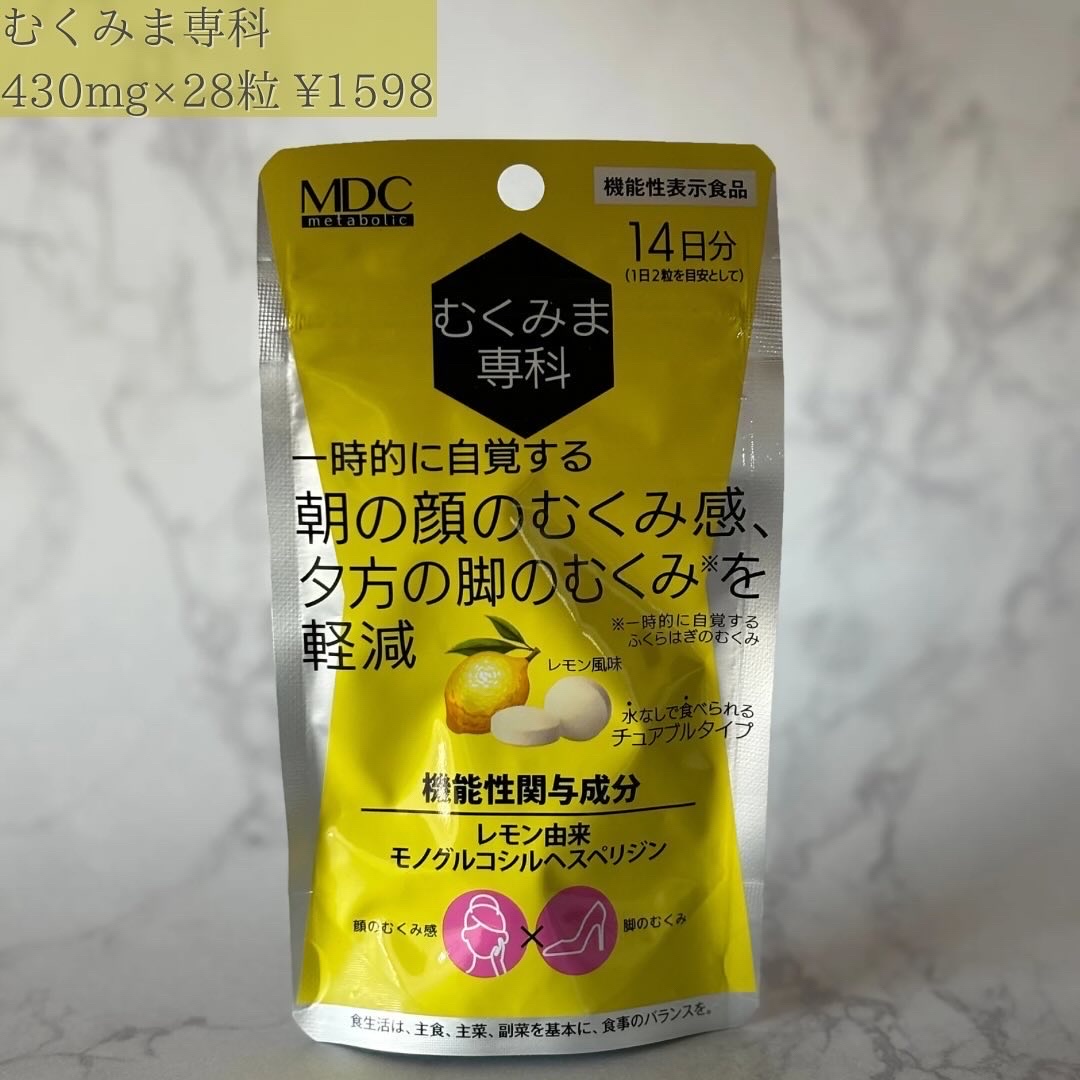 むくみま専科
430mg×28粒 ¥1598
MDC
metabolic
機能性表示食品
14日分
(1日2粒を目安として)
むくみま
専科
一時的に自覚する
朝の顔のむくみ感、
夕方の脚のむくみ※を
軽減
※一時的に自覚する
ふくらはぎのむくみ
レモン風味
水なしで食べられる
チュアブルタイプ
機能性関与成分
レモン由来
モノグルコシルヘスペリジン
顔のむくみ感
×
脚のむくみ
食生活は、主食、主菜、副菜を基本に、食事のバランスを。